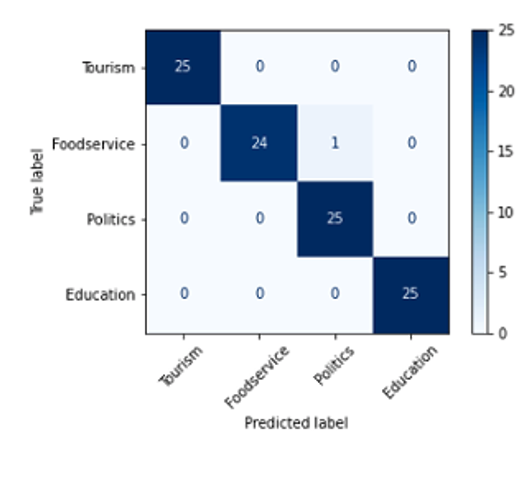 Tourism 25 0 0 0
Foodservice 0 24 1 0
Politics 0 0 25 0
Education 0 0 0 25
Tourism Foodservice Politics Education
Predicted label
True label
25
20
15
10
5
0